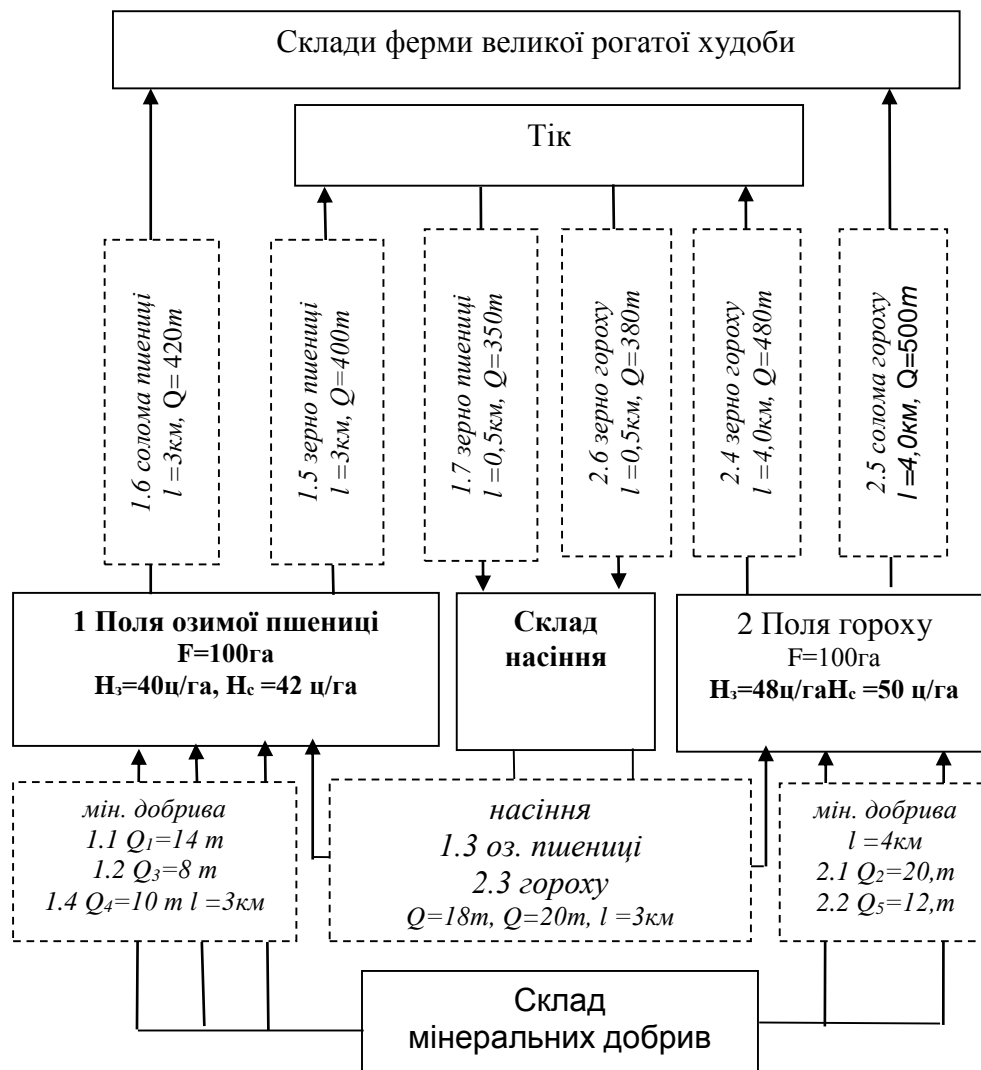 Склади ферми великої рогатої худоби
Тік
1.6 солома пшениці
l =3км, Q= 420т
1.5 зерно пшениці
l =3км, Q=400т
1.7 зерно пшениці
l =0,5км, Q=350т
2.6 зерно гороху
l =0,5км, Q=380т
2.4 зерно гороху
l =4,0км, Q=480т
2.5 солома гороху
l =4,0км, Q=500т
1 Поля озимої пшениці
F=100га
Нз=40ц/га, Нс =42 ц/га
Склад
насіння
2 Поля гороху
F=100га
Нз=48ц/гаНс =50 ц/га
мін. добрива
1.1 Q1=14 т
1.2 Q3=8 т
1.4 Q4=10 т l =3км
насіння
1.3 оз. пшениці
2.3 гороху
Q=18т, Q=20т, l =3км
мін. добрива
l =4км
2.1 Q2=20,т
2.2 Q5=12,т
Склад
мінеральних добрив